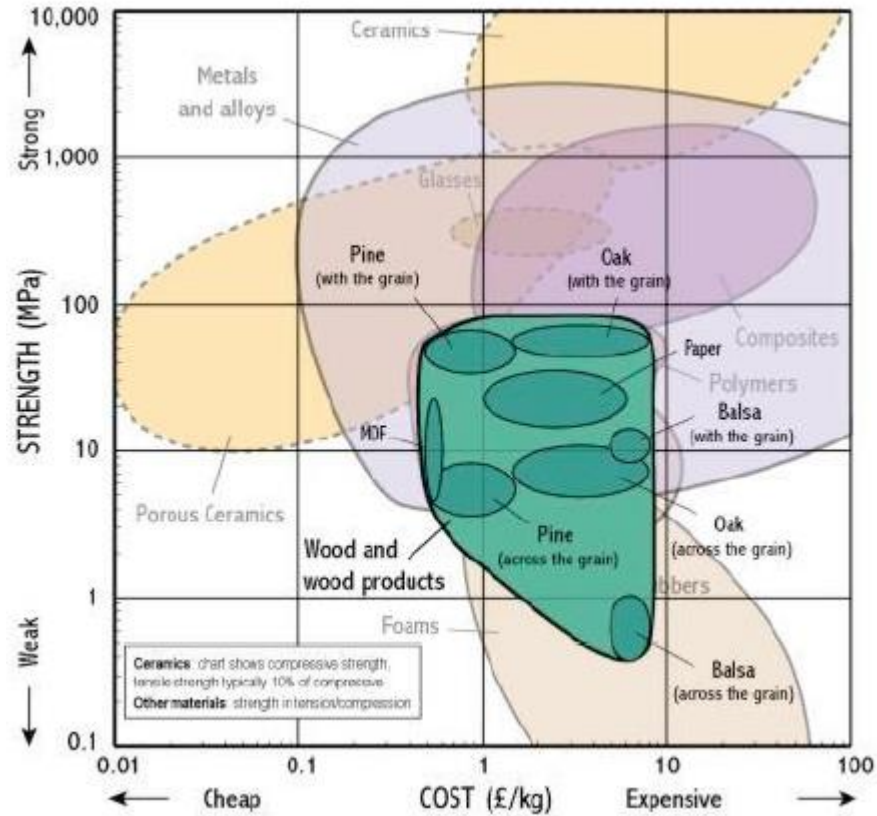 10,000
1,000
100
10
1
0.1
Strong
STRENGTH (MPa)
Weak
Ceramics
Metals
and alloys
Glasses
Pine
(with the grain)
Oak
(with the grain)
Composites
Paper
Polymers
Balsa
(with the grain)
MDF
Porous Ceramics
Pine
(across the grain)
Oak
(across the grain)
Wood and
wood products
bbers
Foams
Balsa
(across the grain)
Ceramics: chart shows compressive strength,
tensile strength typically 10% of compressive
Other materials: strength in tension/compression
0.01
0.1
1
10
100
Cheap
COST (£/kg)
Expensive